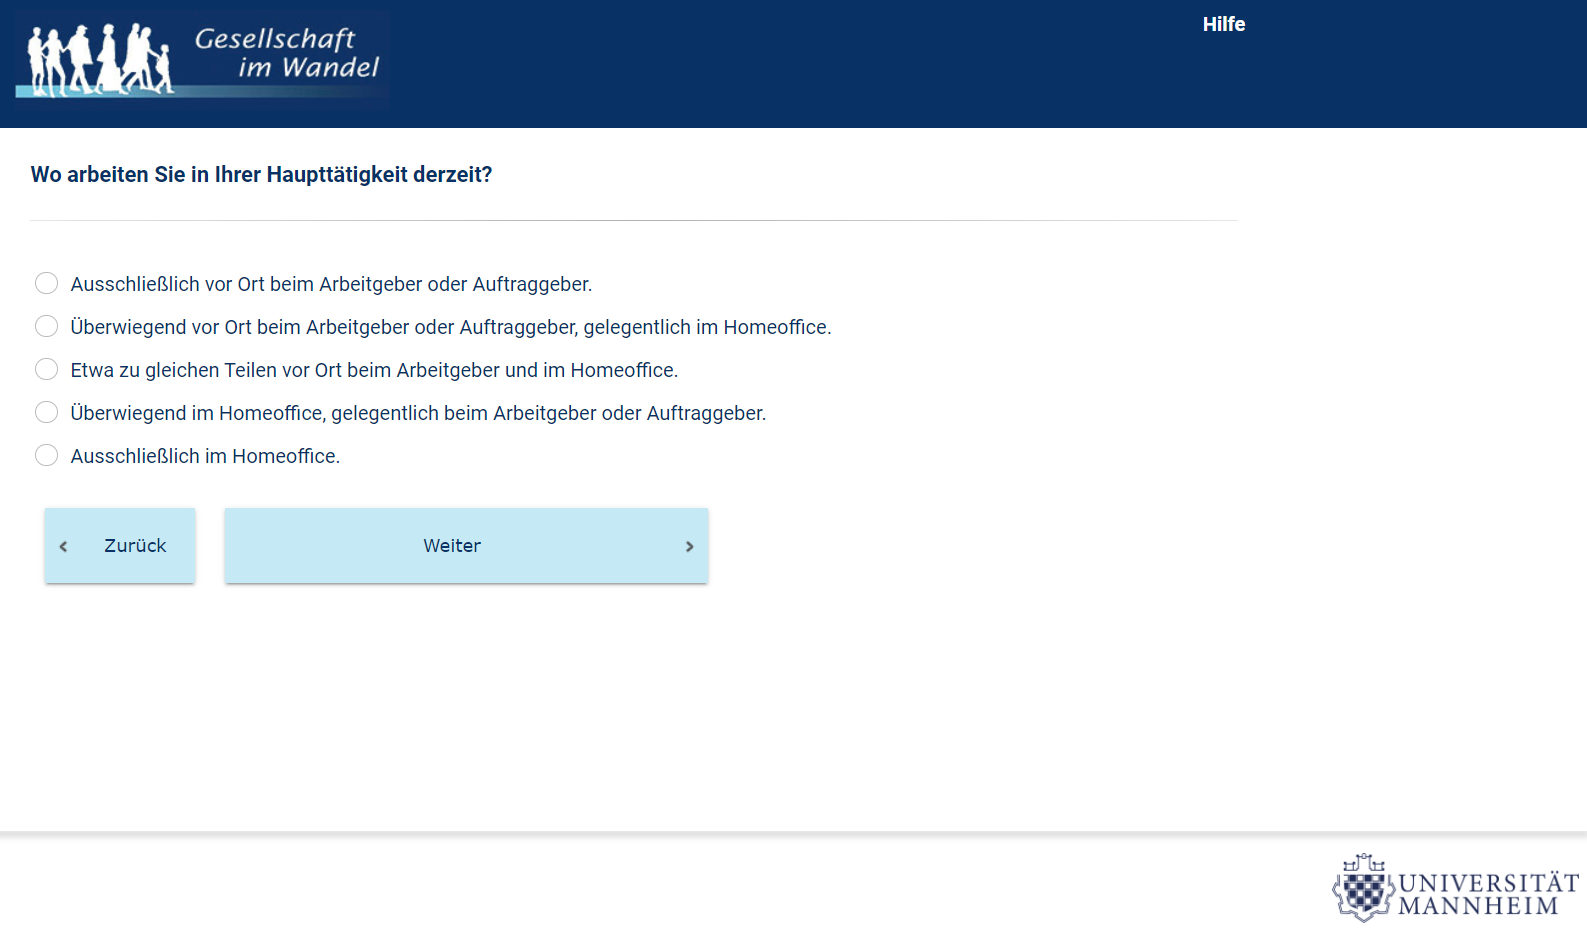 Gesellschaft
im Wandel
Hilfe
Wo arbeiten Sie in Ihrer Haupttätigkeit derzeit?
Ausschließlich vor Ort beim Arbeitgeber oder Auftraggeber.
Überwiegend vor Ort beim Arbeitgeber oder Auftraggeber, gelegentlich im Homeoffice.
Etwa zu gleichen Teilen vor Ort beim Arbeitgeber und im Homeoffice.
Überwiegend im Homeoffice, gelegentlich beim Arbeitgeber oder Auftraggeber.
Ausschließlich im Homeoffice.
Zurück
Weiter
UNIVERSITÄT
MANNHEIM